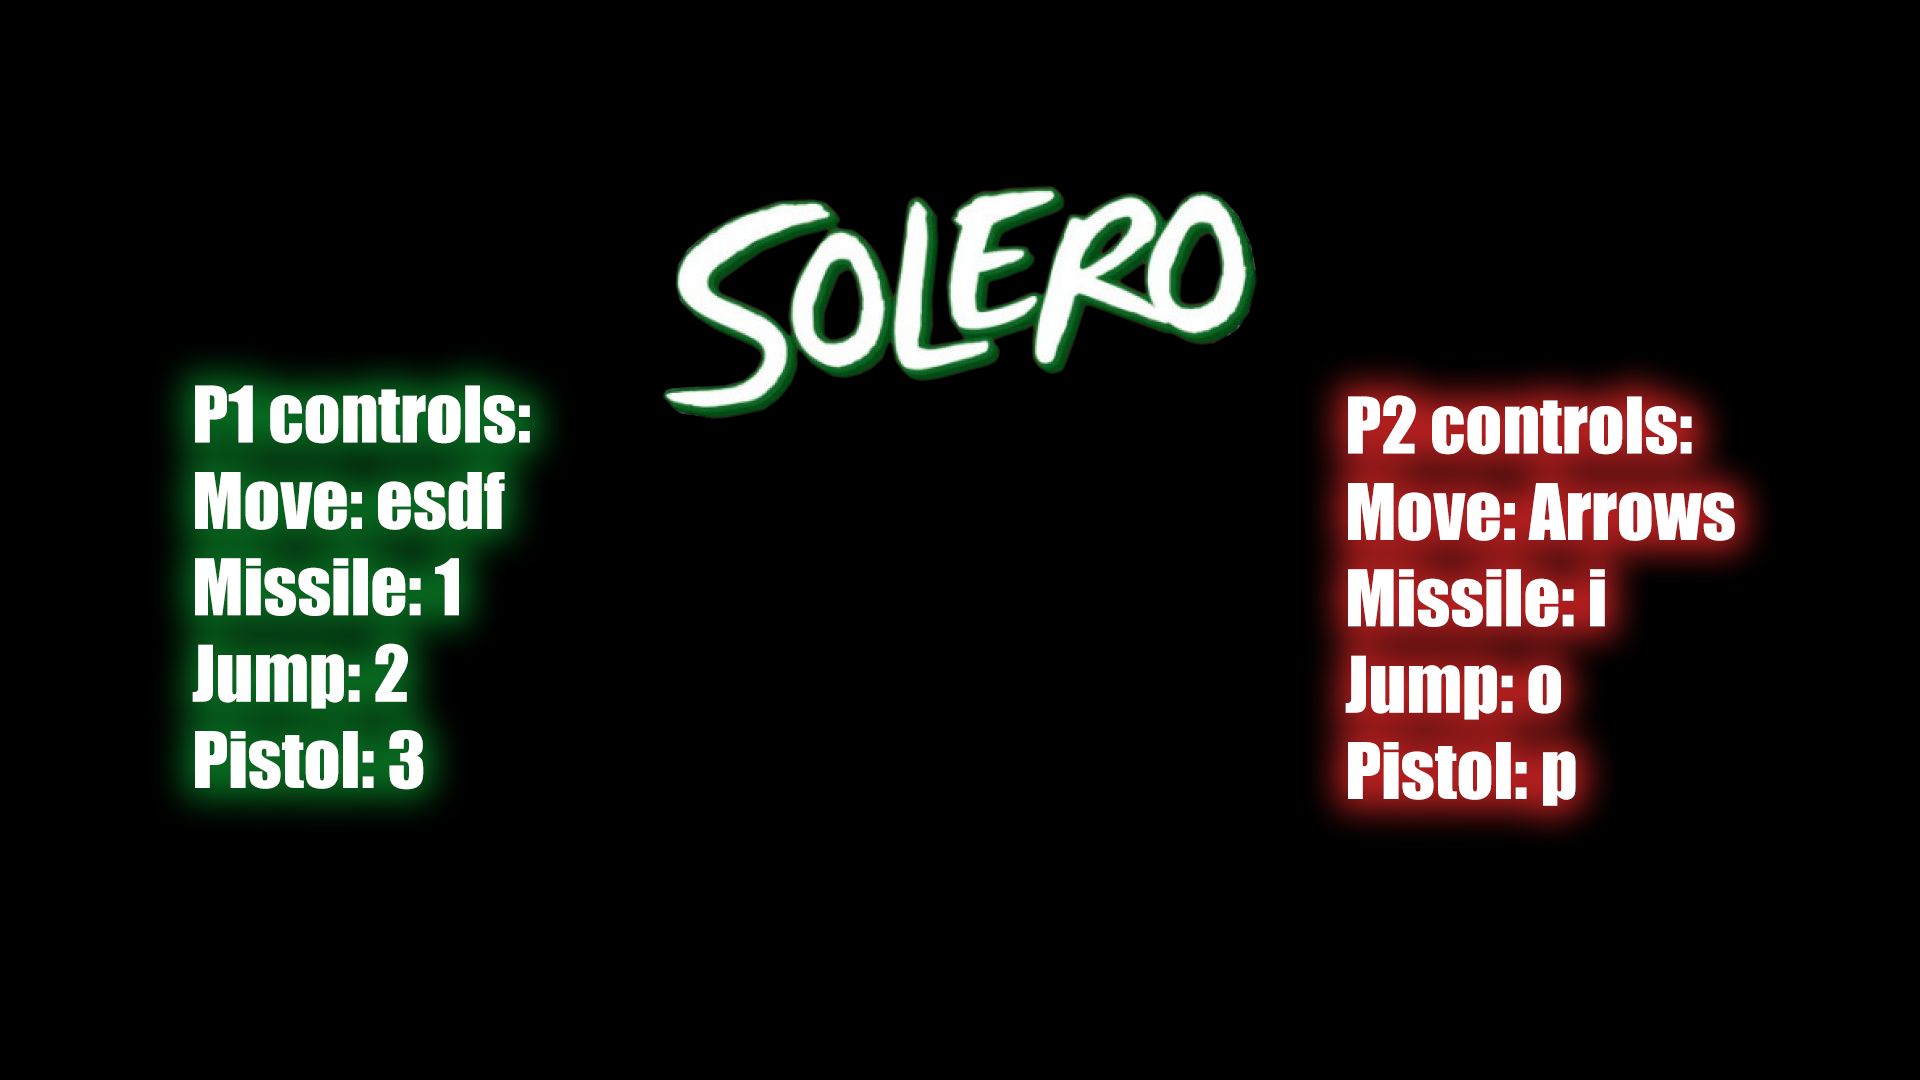 SOLERO
P1 controls:
Move: esdf
Missile: 1
Jump: 2
Pistol: 3
P2 controls:
Move: Arrows
Missile: i
Jump: o
Pistol: p